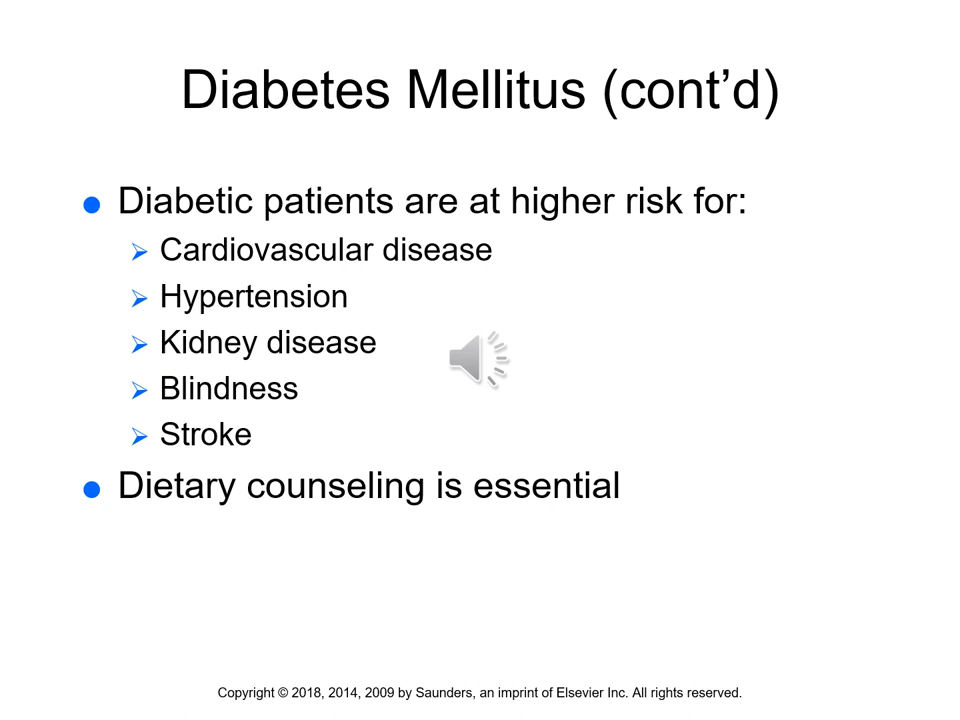 Diabetes Mellitus (cont’d)
Diabetic patients are at higher risk for:
Cardiovascular disease
Hypertension
Kidney disease
Blindness
Stroke
Dietary counseling is essential
Copyright © 2018, 2014, 2009 by Saunders, an imprint of Elsevier Inc. All rights reserved.